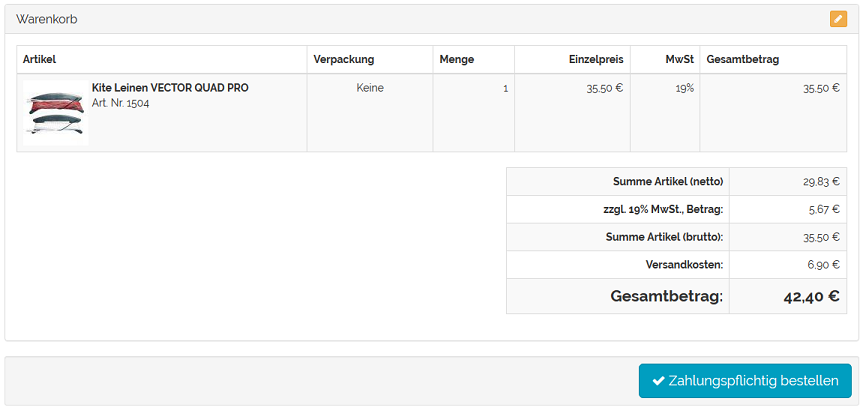 Warenkorb
Artikel Verpackung Menge Einzelpreis MwSt Gesamtbetrag
Kite Leinen VECTOR QUAD PRO Keine 1 35,50 € 19% 35,50 €
Art. Nr. 1504
Summe Artikel (netto) 29,83 €
zzgl. 19% MwSt., Betrag: 5,67 €
Summe Artikel (brutto): 35,50 €
Versandkosten: 6,90 €
Gesamtbetrag: 42,40 €
Zahlungspflichtig bestellen